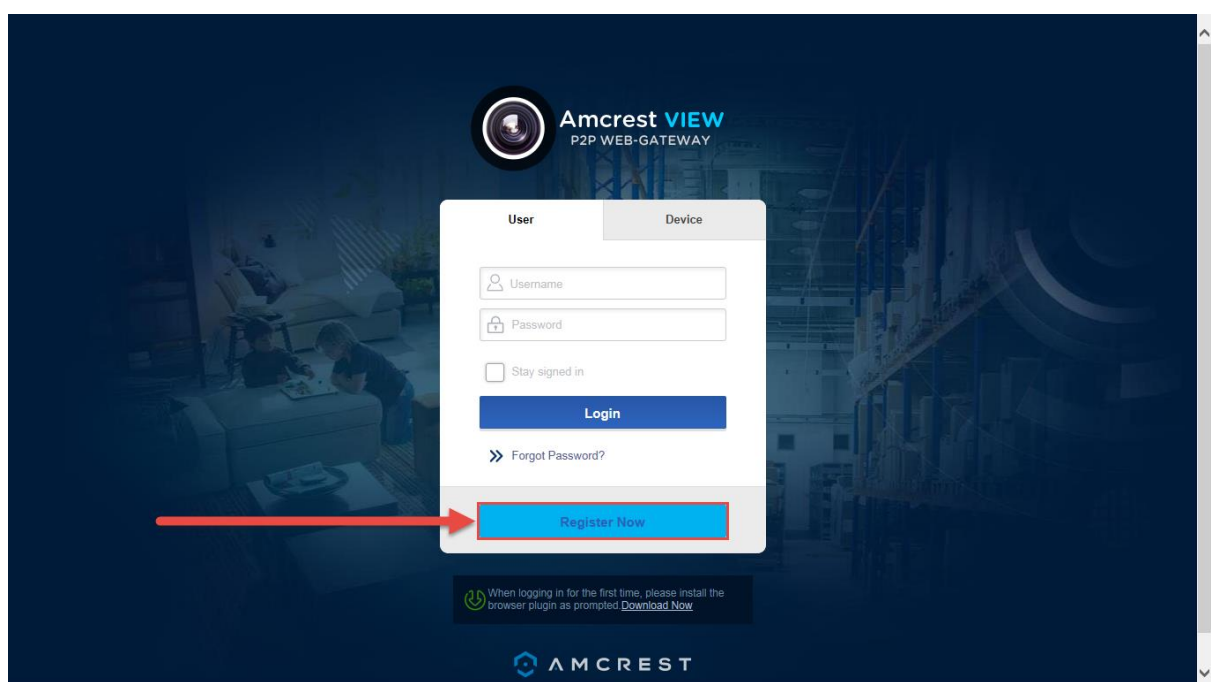 Amcrest VIEW
P2P WEB-GATEWAY
User Device
Username
Password
Stay signed in
Login
Forgot Password?
Register Now
When logging in for the first time, please install the
browser plugin as prompted.Download Now
AMCREST